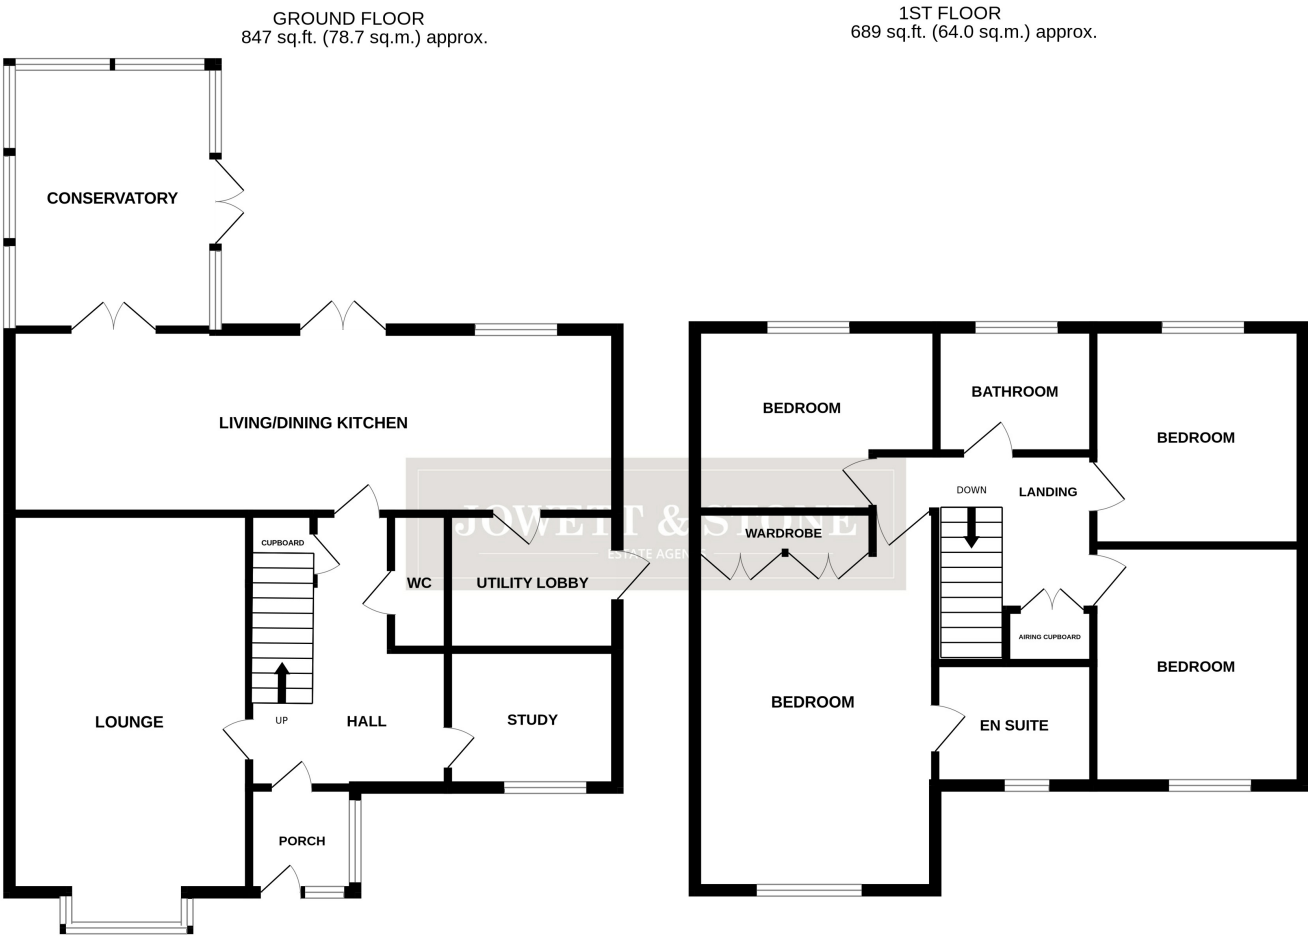 GROUND FLOOR
847 sq.ft. (78.7 sq.m.) approx.
CONSERVATORY
LIVING/DINING KITCHEN
CUPBOARD
WC
UTILITY LOBBY
LOUNGE
UP
HALL
STUDY
PORCH
1ST FLOOR
689 sq.ft. (64.0 sq.m.) approx.
BEDROOM
BATHROOM
BEDROOM
DOWN
LANDING
WARDROBE
AIRING CUPBOARD
BEDROOM
BEDROOM
EN SUITE
JOWETT & STONE
ESTATE AGENTS